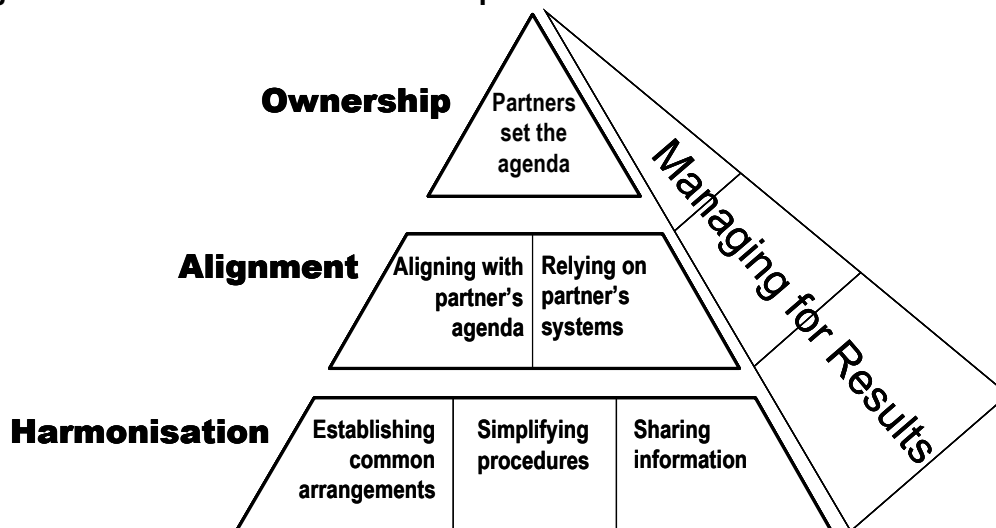 Ownership
Partners
set the
agenda
Managing for Results
Alignment
Aligning with
partner's
agenda
Relying on
partner's
systems
Harmonisation
Establishing
common
arrangements
Simplifying
procedures
Sharing
information